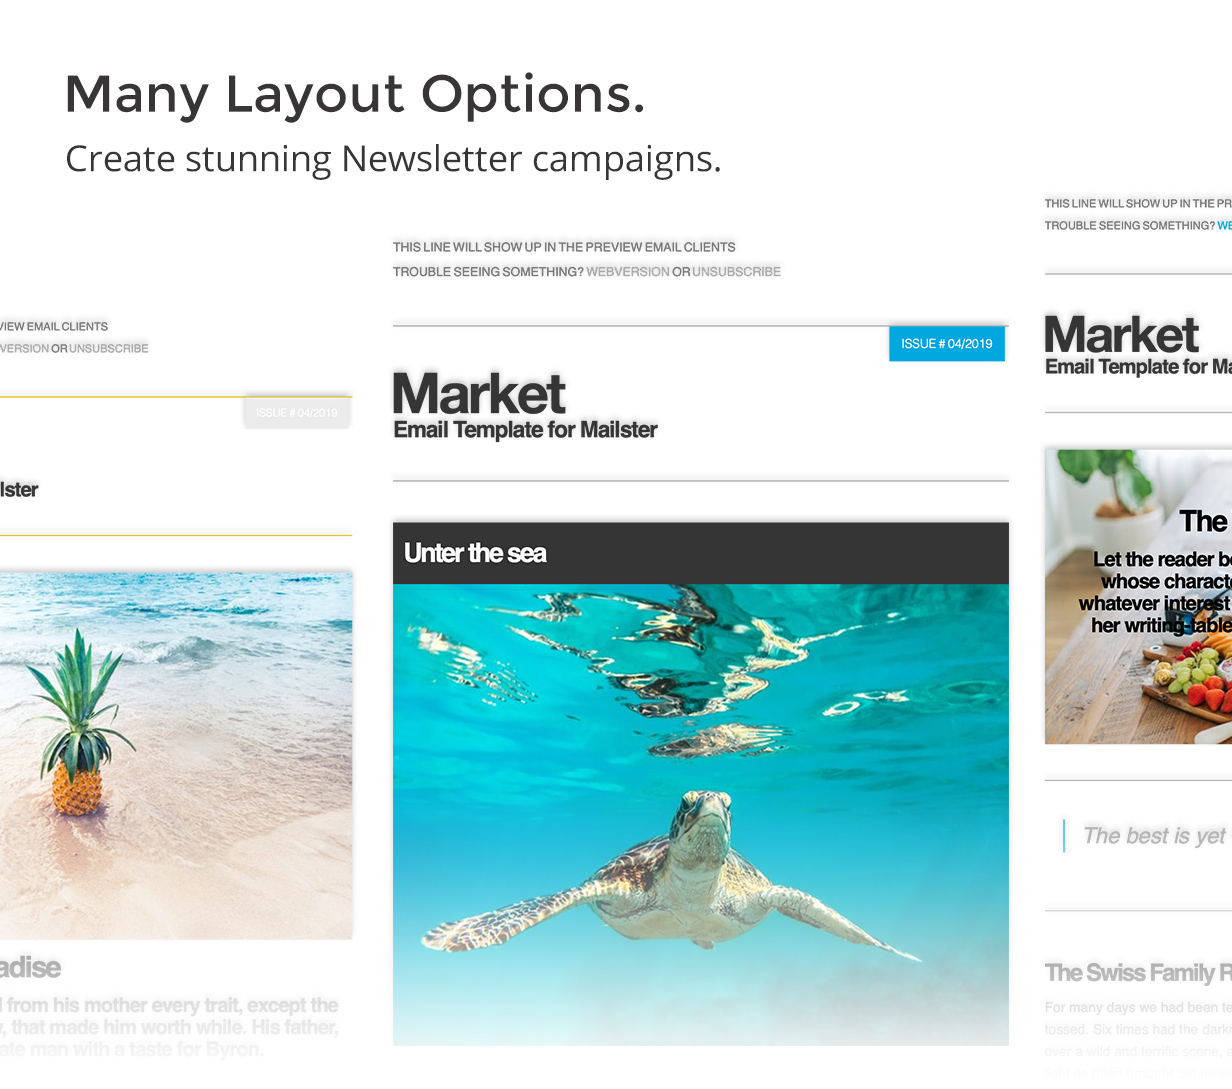 Many Layout Options.
Create stunning Newsletter campaigns.
VIEW EMAIL CLIENTS
VERSION OR UNSUBSCRIBE
ISSUE # 04/2019
lster
adise
from his mother every trait, except the
, that made him worth while. His father,
ate man with a taste for Byron.
THIS LINE WILL SHOW UP IN THE PREVIEW EMAIL CLIENTS
TROUBLE SEEING SOMETHING? WEBVERSION OR UNSUBSCRIBE
ISSUE # 04/2019
Market
Email Template for Mailster
Unter the sea
THIS LINE WILL SHOW UP IN THE PR
TROUBLE SEEING SOMETHING? WE
Market
Email Template for Ma
The
Let the reader be
whose characte
whatever interest
her writing-table
The best is yet
The Swiss Family R
For many days we had been te
tossed. Six times had the dark
over a wild and terrific scene, a